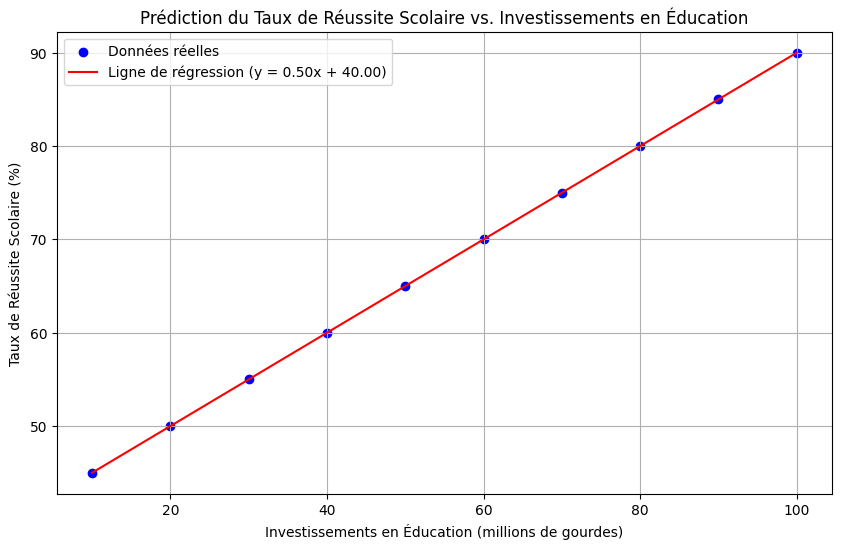 Prédiction du Taux de Réussite Scolaire vs. Investissements en Éducation
Données réelles
Ligne de régression (y = 0.50x + 40.00)
Taux de Réussite Scolaire (%)
90
80
70
60
50
20
40
60
80
100
Investissements en Éducation (millions de gourdes)